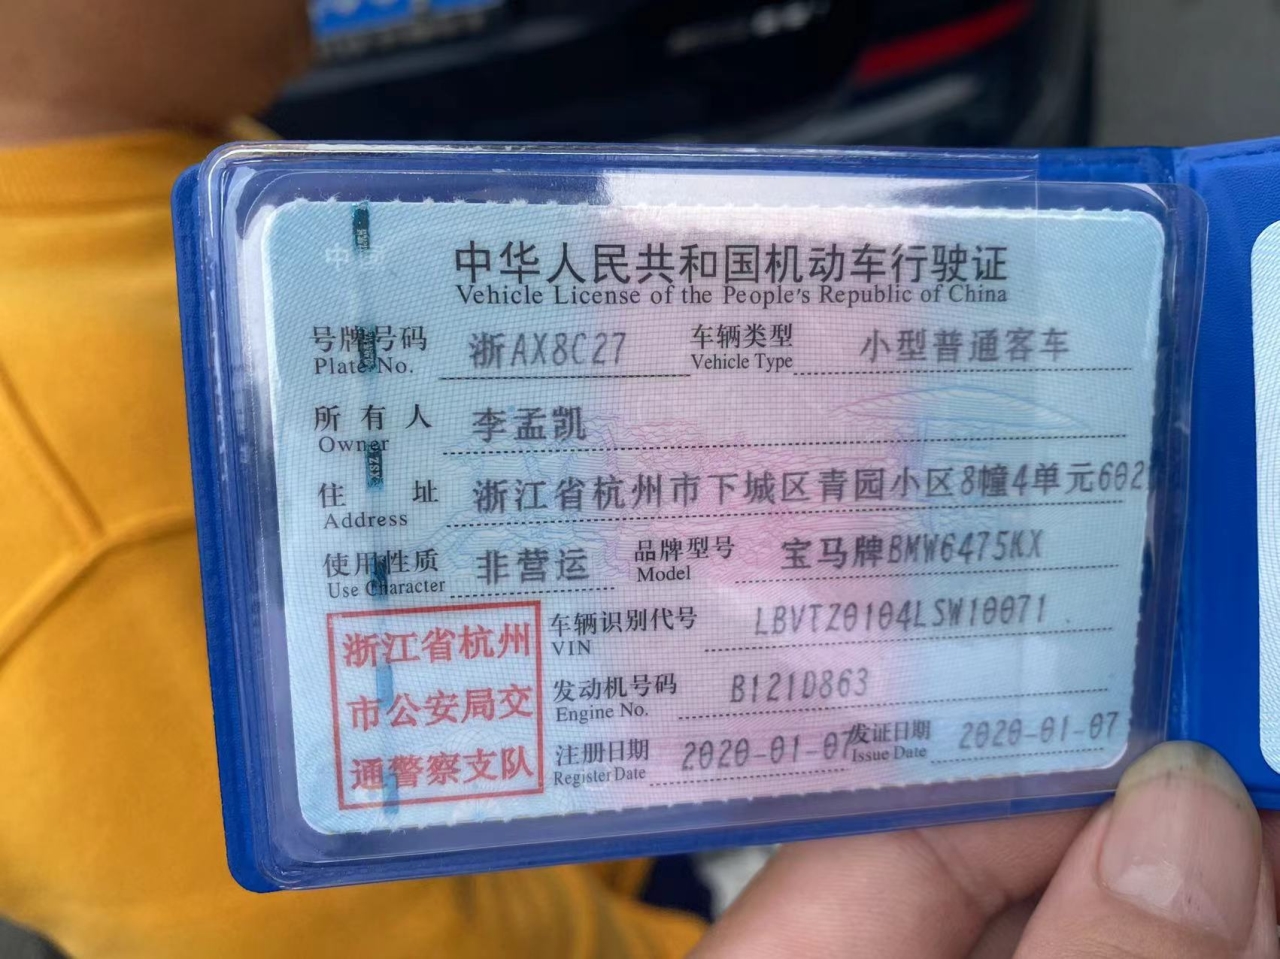 中华人民共和国机动车行驶证
Vehicle License of the People's Republic of China
号牌号码 浙AX8C27 车辆类型 小型普通客车
Plate No. Vehicle Type
所有人 李孟凯
Owner
住址 浙江省杭州市下城区青园小区8幢4单元602
Address
使用性质 非营运 品牌型号 宝马牌BMW6475KX
Use Character Model
浙江省杭州
市公安局交
通警察支队
车辆识别代号 LBVTZ0104LSW10071
VIN
发动机号码 B121D863
Engine No.
注册日期 2020-01-07 发证日期 2020-01-07
Register Date Issue Date